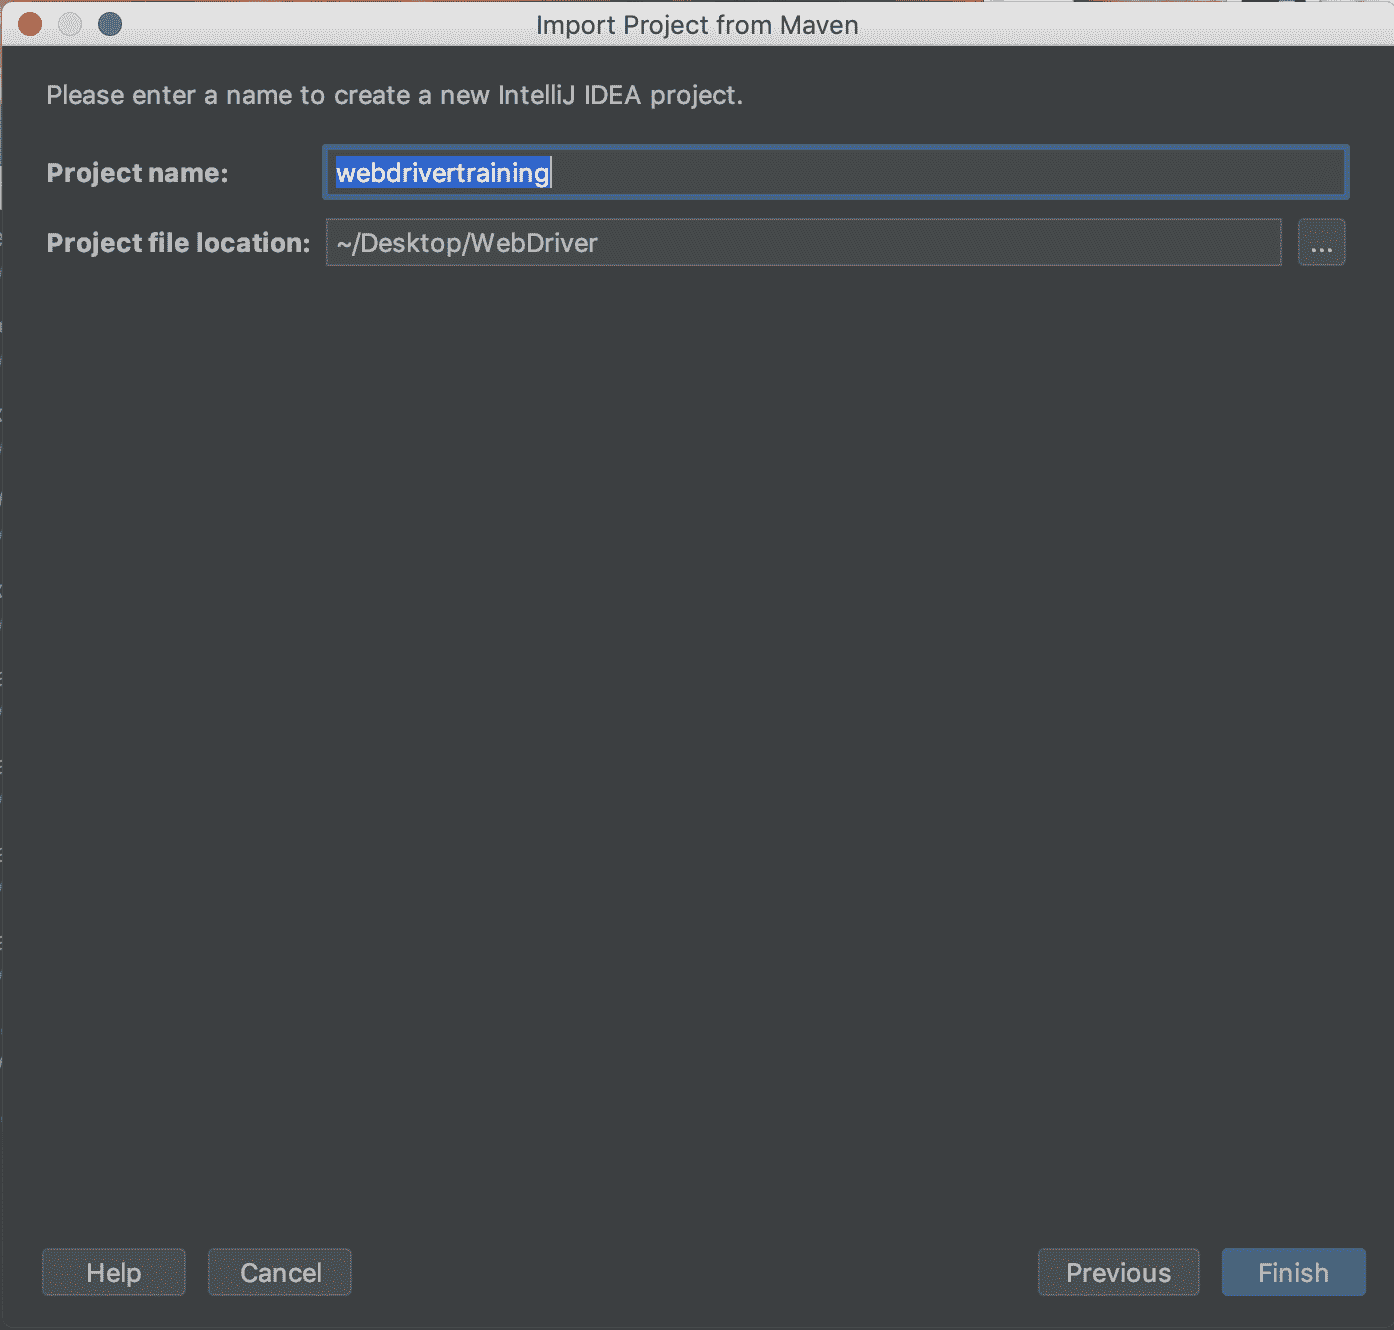 Import Project from Maven
Please enter a name to create a new IntelliJ IDEA project.
Project name: webdrivertraining
Project file location: ~/Desktop/WebDriver ...
Help Cancel Previous Finish